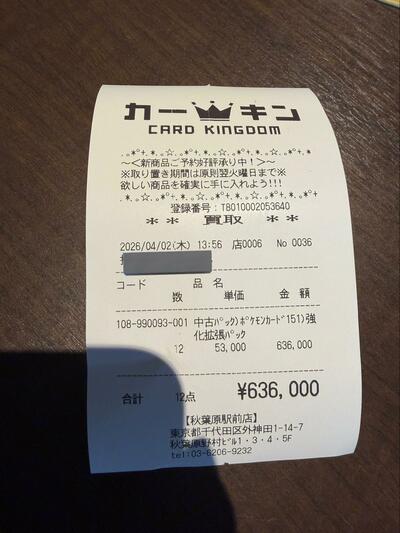 カー キン
CARD KINGDOM
.｡*°+.*.｡☆.｡*°+.*.｡☆.｡*°+.*.｡☆.｡*°+.*
～<新商品ご予約好評承り中！>～
※取り置き期間は原則翌火曜日まで※
欲しい商品を確実に手に入れよう!!!
.*.｡☆.｡*°+.*.｡☆.｡*°+.*.｡☆.｡*°+
登録番号：T8010002053640
＊＊ 買取 ＊＊
2026/04/02(木) 13:56 店0006 No 0036
コード 品 名
数 単価 金 額
108-990093-001 中古ﾊﾟｯｸ)ﾎﾟｹﾓﾝｶｰﾄﾞ151)強
化拡張ﾊﾟｯｸ
12 53,000 636,000
合計 12点 ¥636,000
【秋葉原駅前店】
東京都千代田区外神田1-14-7
秋葉原野村ﾋﾞﾙ1・3・4・5F
tel:03-6206-9232